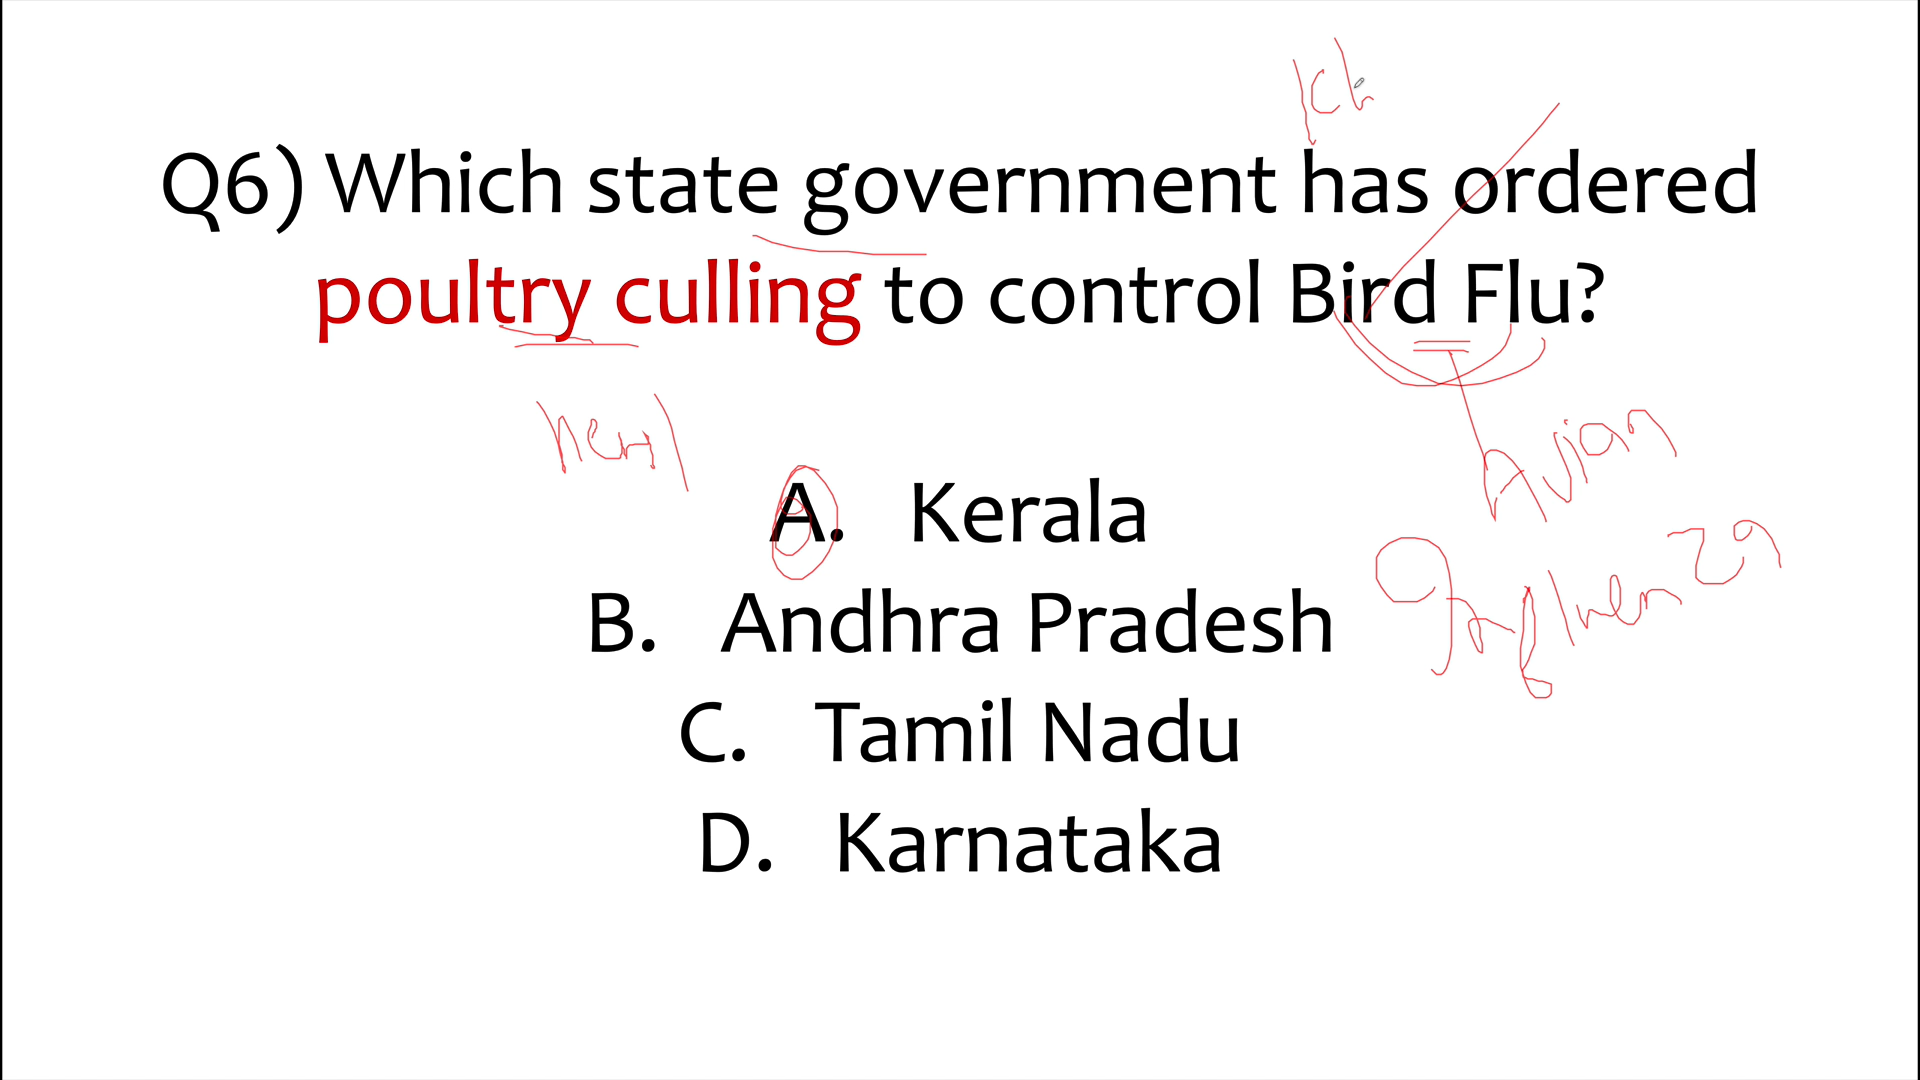 Q6) Which state government has ordered
poultry culling to control Bird Flu?
Avian
A. Kerala
Influenza
B. Andhra Pradesh
C. Tamil Nadu
D. Karnataka